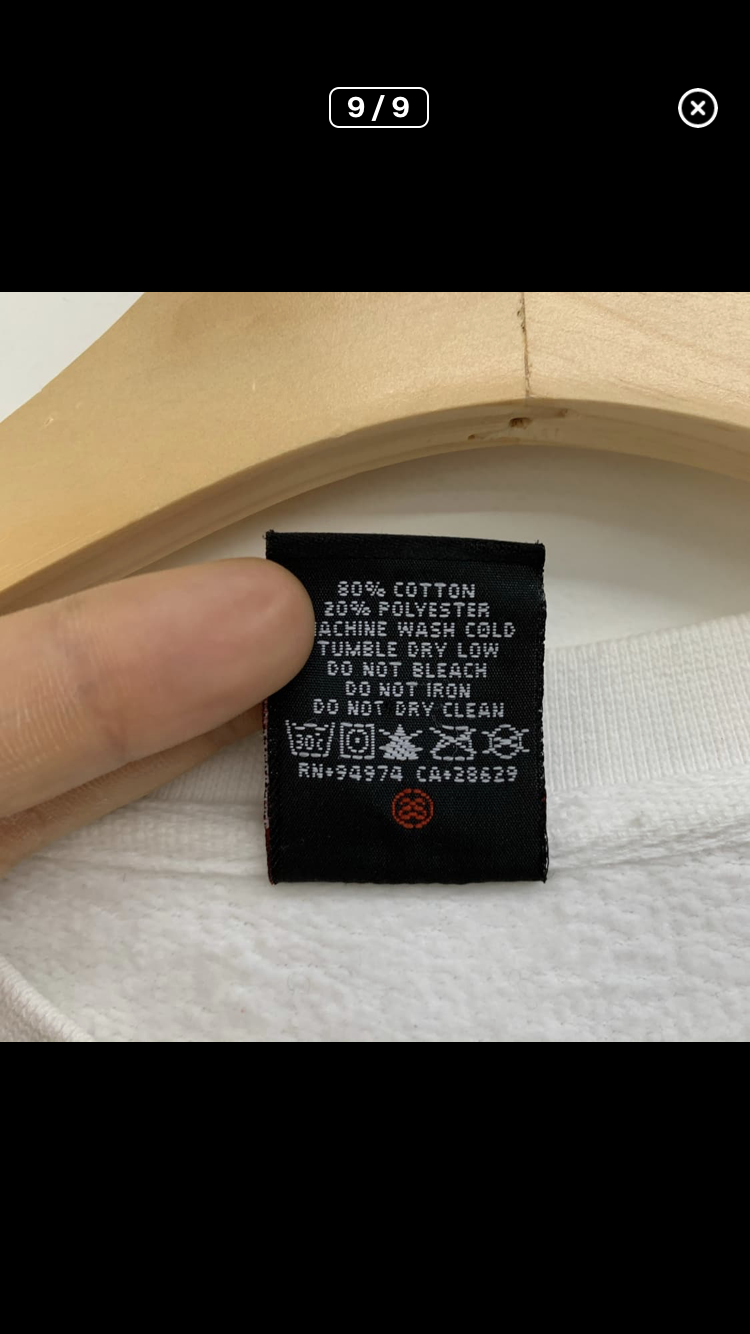 9/9
80% COTTON
20% POLYESTER
ACHINE WASH COLD
TUMBLE DRY LOW
DO NOT BLEACH
DO NOT IRON
DO NOT DRY CLEAN
30c
RN•94974 CA•28629